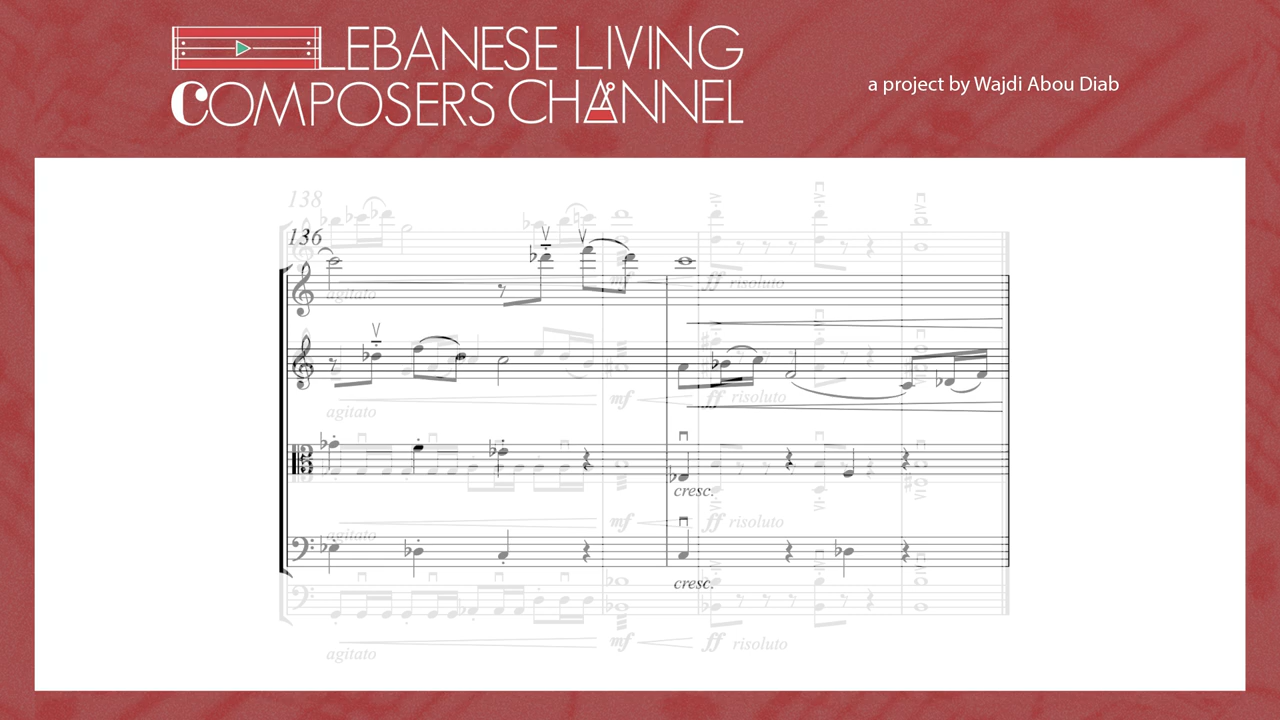 LEBANESE LIVING
COMPOSERS CHANNEL
a project by Wajdi Abou Diab
138
136
agitato
mf
ff risoluto
agitato
mf
ff risoluto
cresc.
agitato
mf
ff risoluto
cresc.
agitato
mf
ff risoluto